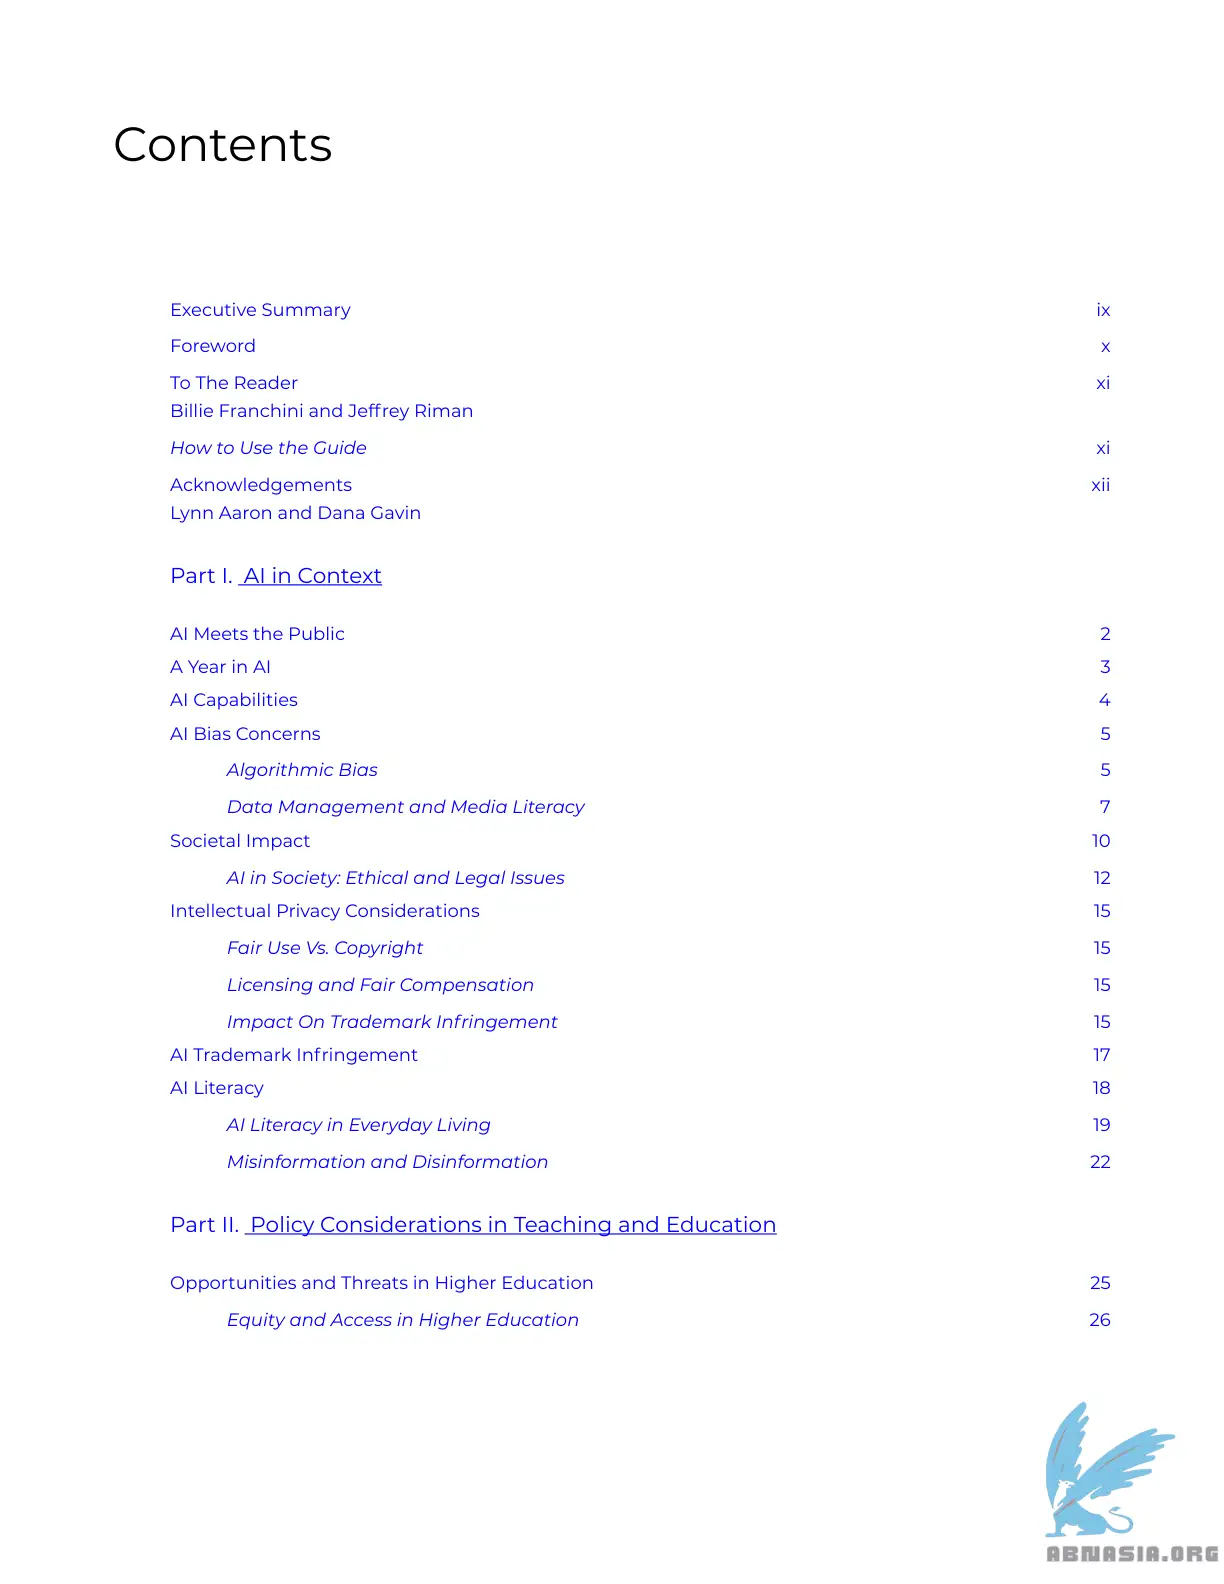 Contents
Executive Summary ix
Foreword x
To The Reader xi
Billie Franchini and Jeffrey Riman
How to Use the Guide xi
Acknowledgements xii
Lynn Aaron and Dana Gavin
Part I. AI in Context
AI Meets the Public 2
A Year in AI 3
AI Capabilities 4
AI Bias Concerns 5
Algorithmic Bias 5
Data Management and Media Literacy 7
Societal Impact 10
AI in Society: Ethical and Legal Issues 12
Intellectual Privacy Considerations 15
Fair Use Vs. Copyright 15
Licensing and Fair Compensation 15
Impact On Trademark Infringement 15
AI Trademark Infringement 17
AI Literacy 18
AI Literacy in Everyday Living 19
Misinformation and Disinformation 22
Part II. Policy Considerations in Teaching and Education
Opportunities and Threats in Higher Education 25
Equity and Access in Higher Education 26
ABNASIA.ORG